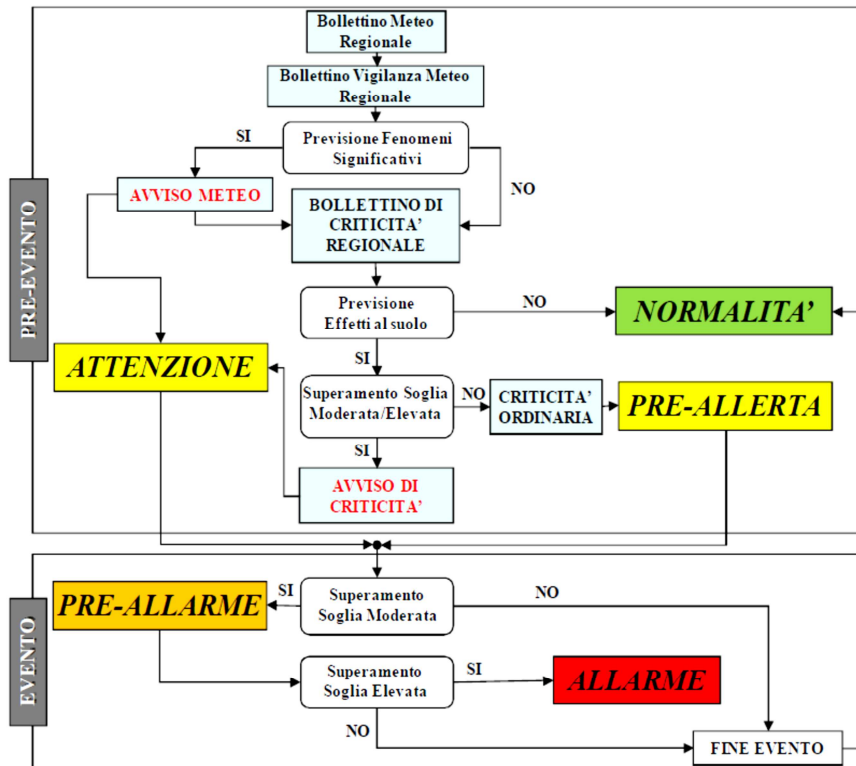 Bollettino Meteo
Regionale
Bollettino Vigilanza Meteo
Regionale
SI
Previsione Fenomeni
Significativi
NO
AVVISO METEO
BOLLETTINO DI
CRITICITA’
REGIONALE
PRE-EVENTO
Previsione
Effetti al suolo
NO
NORMALITA’
SI
ATTENZIONE
Superamento Soglia
Moderata/Elevata
NO
CRITICITA’
ORDINARIA
PRE-ALLERTA
SI
AVVISO DI
CRITICITA’
EVENTO
PRE-ALLARME
SI
Superamento
Soglia Moderata
NO
Superamento
Soglia Elevata
SI
ALLARME
NO
FINE EVENTO